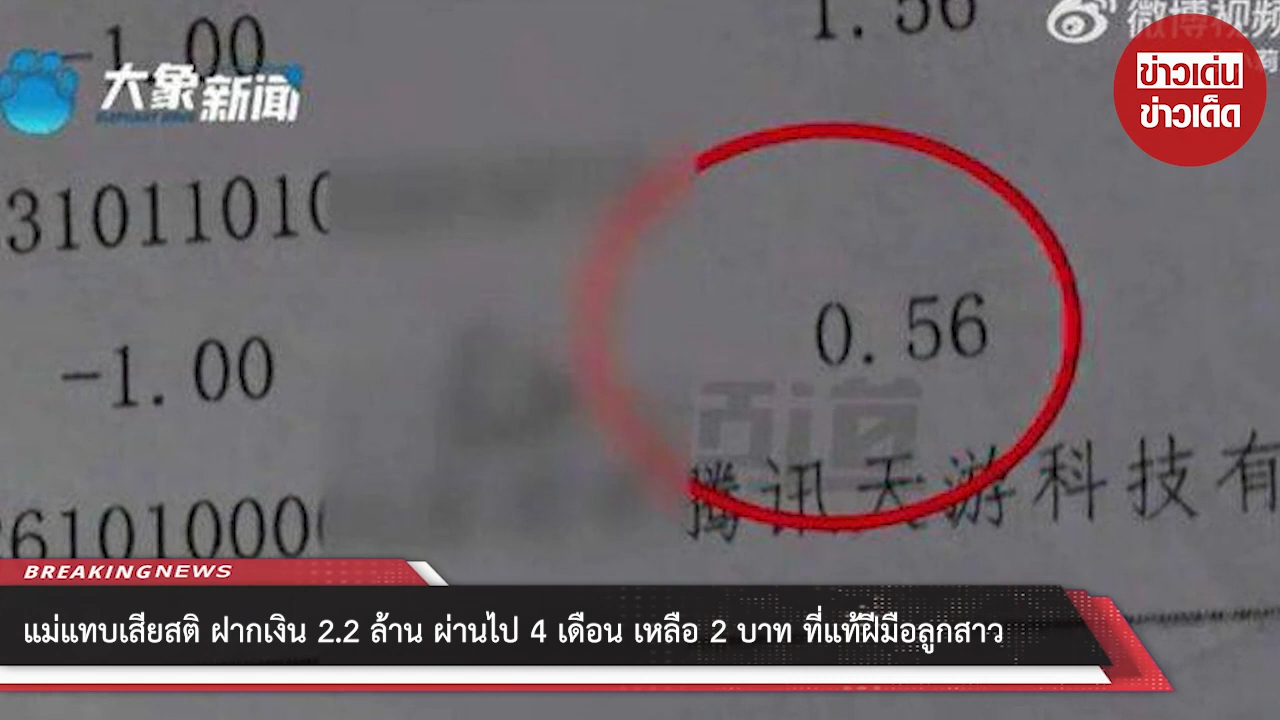 -1.00
1.56
微博视频
大象新闻
ข่าวเด่น
ข่าวเด็ด
31011010
-1.00
0.56
腾讯天游科技有
6101000
BREAKINGNEWS
แม่แทบเสียสติ ฝากเงิน 2.2 ล้าน ผ่านไป 4 เดือน เหลือ 2 บาท ที่แท้ฝีมือลูกสาว